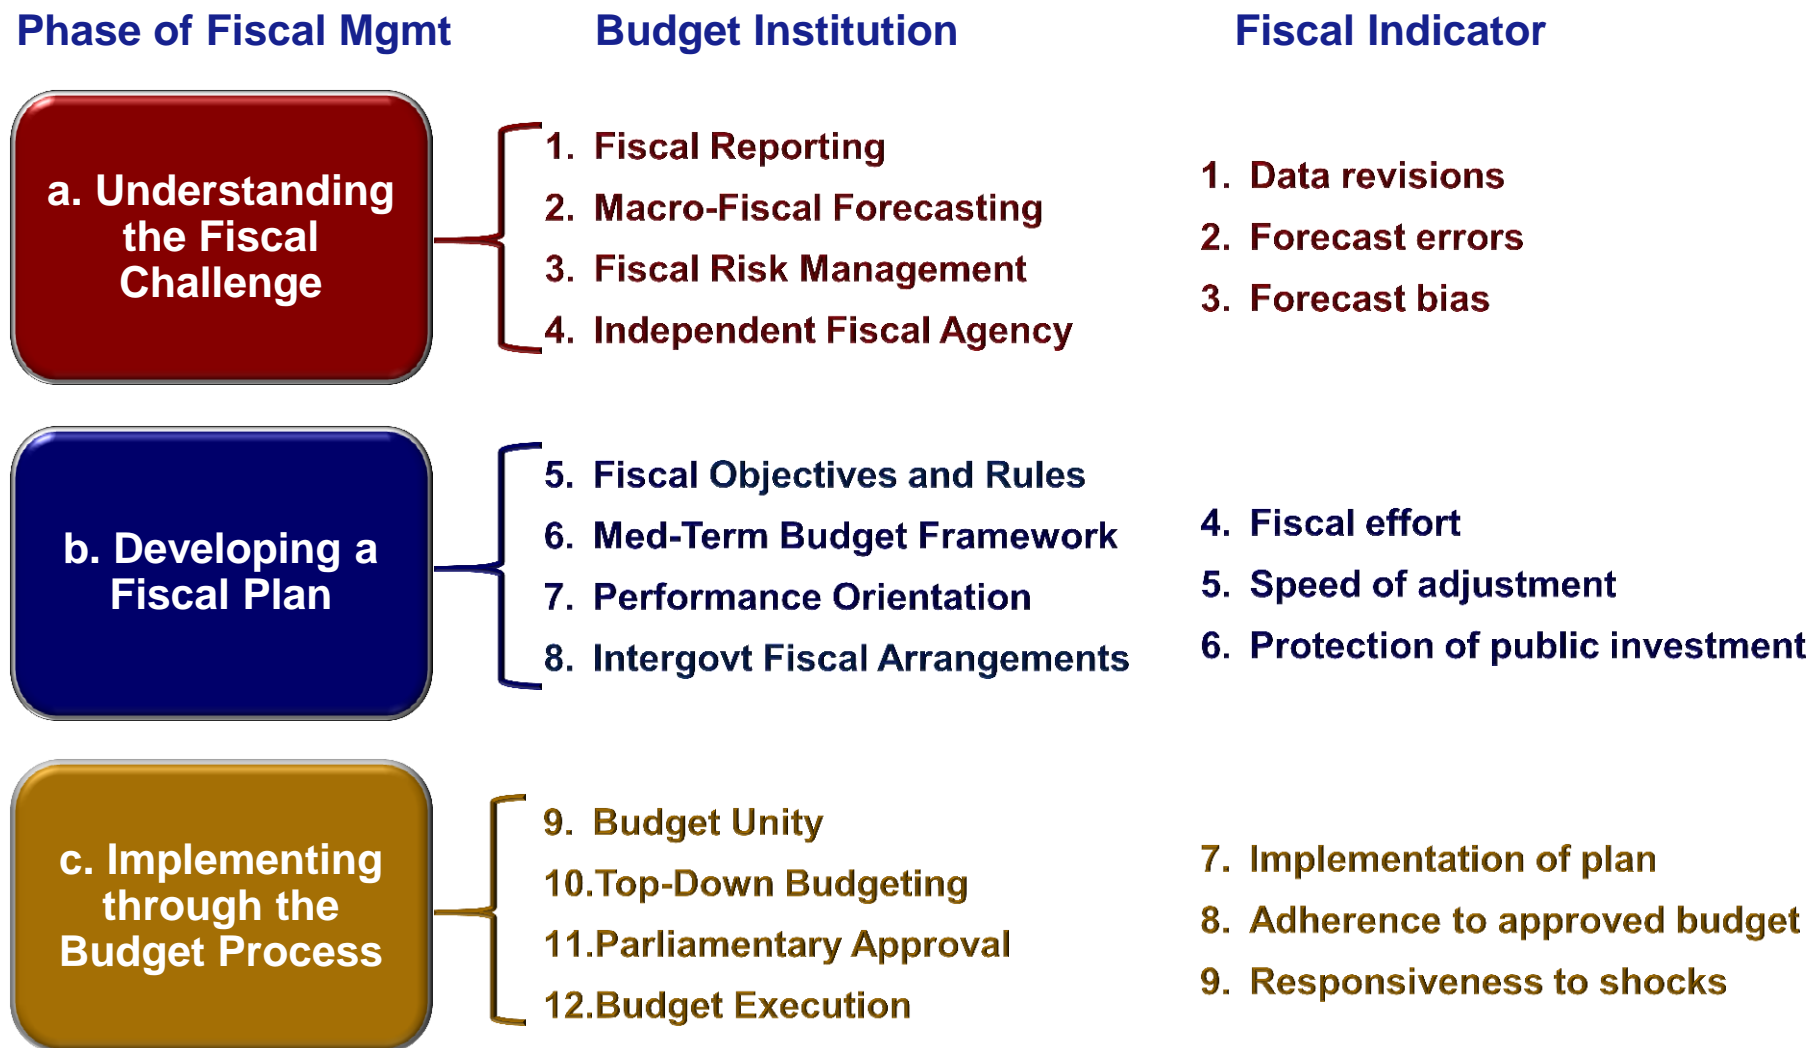 Phase of Fiscal Mgmt
Budget Institution
Fiscal Indicator
a. Understanding
the Fiscal
Challenge
1. Fiscal Reporting
2. Macro-Fiscal Forecasting
3. Fiscal Risk Management
4. Independent Fiscal Agency
1. Data revisions
2. Forecast errors
3. Forecast bias
b. Developing a
Fiscal Plan
5. Fiscal Objectives and Rules
6. Med-Term Budget Framework
7. Performance Orientation
8. Intergovt Fiscal Arrangements
4. Fiscal effort
5. Speed of adjustment
6. Protection of public investment
c. Implementing
through the
Budget Process
9. Budget Unity
10.Top-Down Budgeting
11.Parliamentary Approval
12.Budget Execution
7. Implementation of plan
8. Adherence to approved budget
9. Responsiveness to shocks